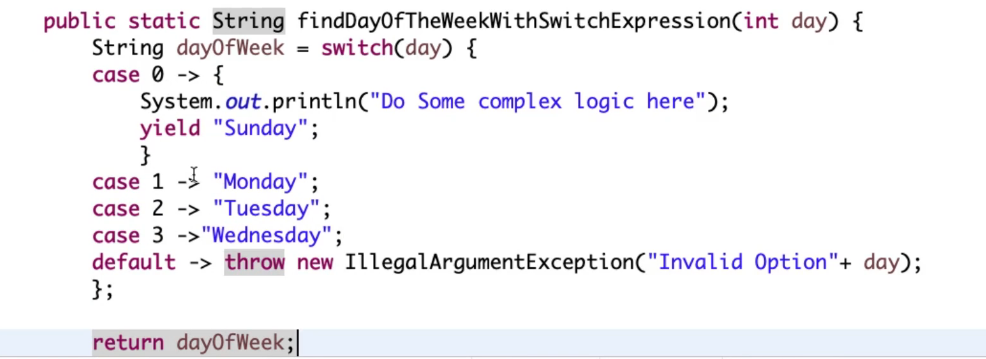 public static String findDayOfTheWeekWithSwitchExpression(int day) {
String dayOfWeek = switch(day) {
case 0 -> {
System.out.println("Do Some complex logic here");
yield "Sunday";
}
case 1 -> "Monday";
case 2 -> "Tuesday";
case 3 ->"Wednesday";
default -> throw new IllegalArgumentException("Invalid Option"+ day);
};
return dayOfWeek;